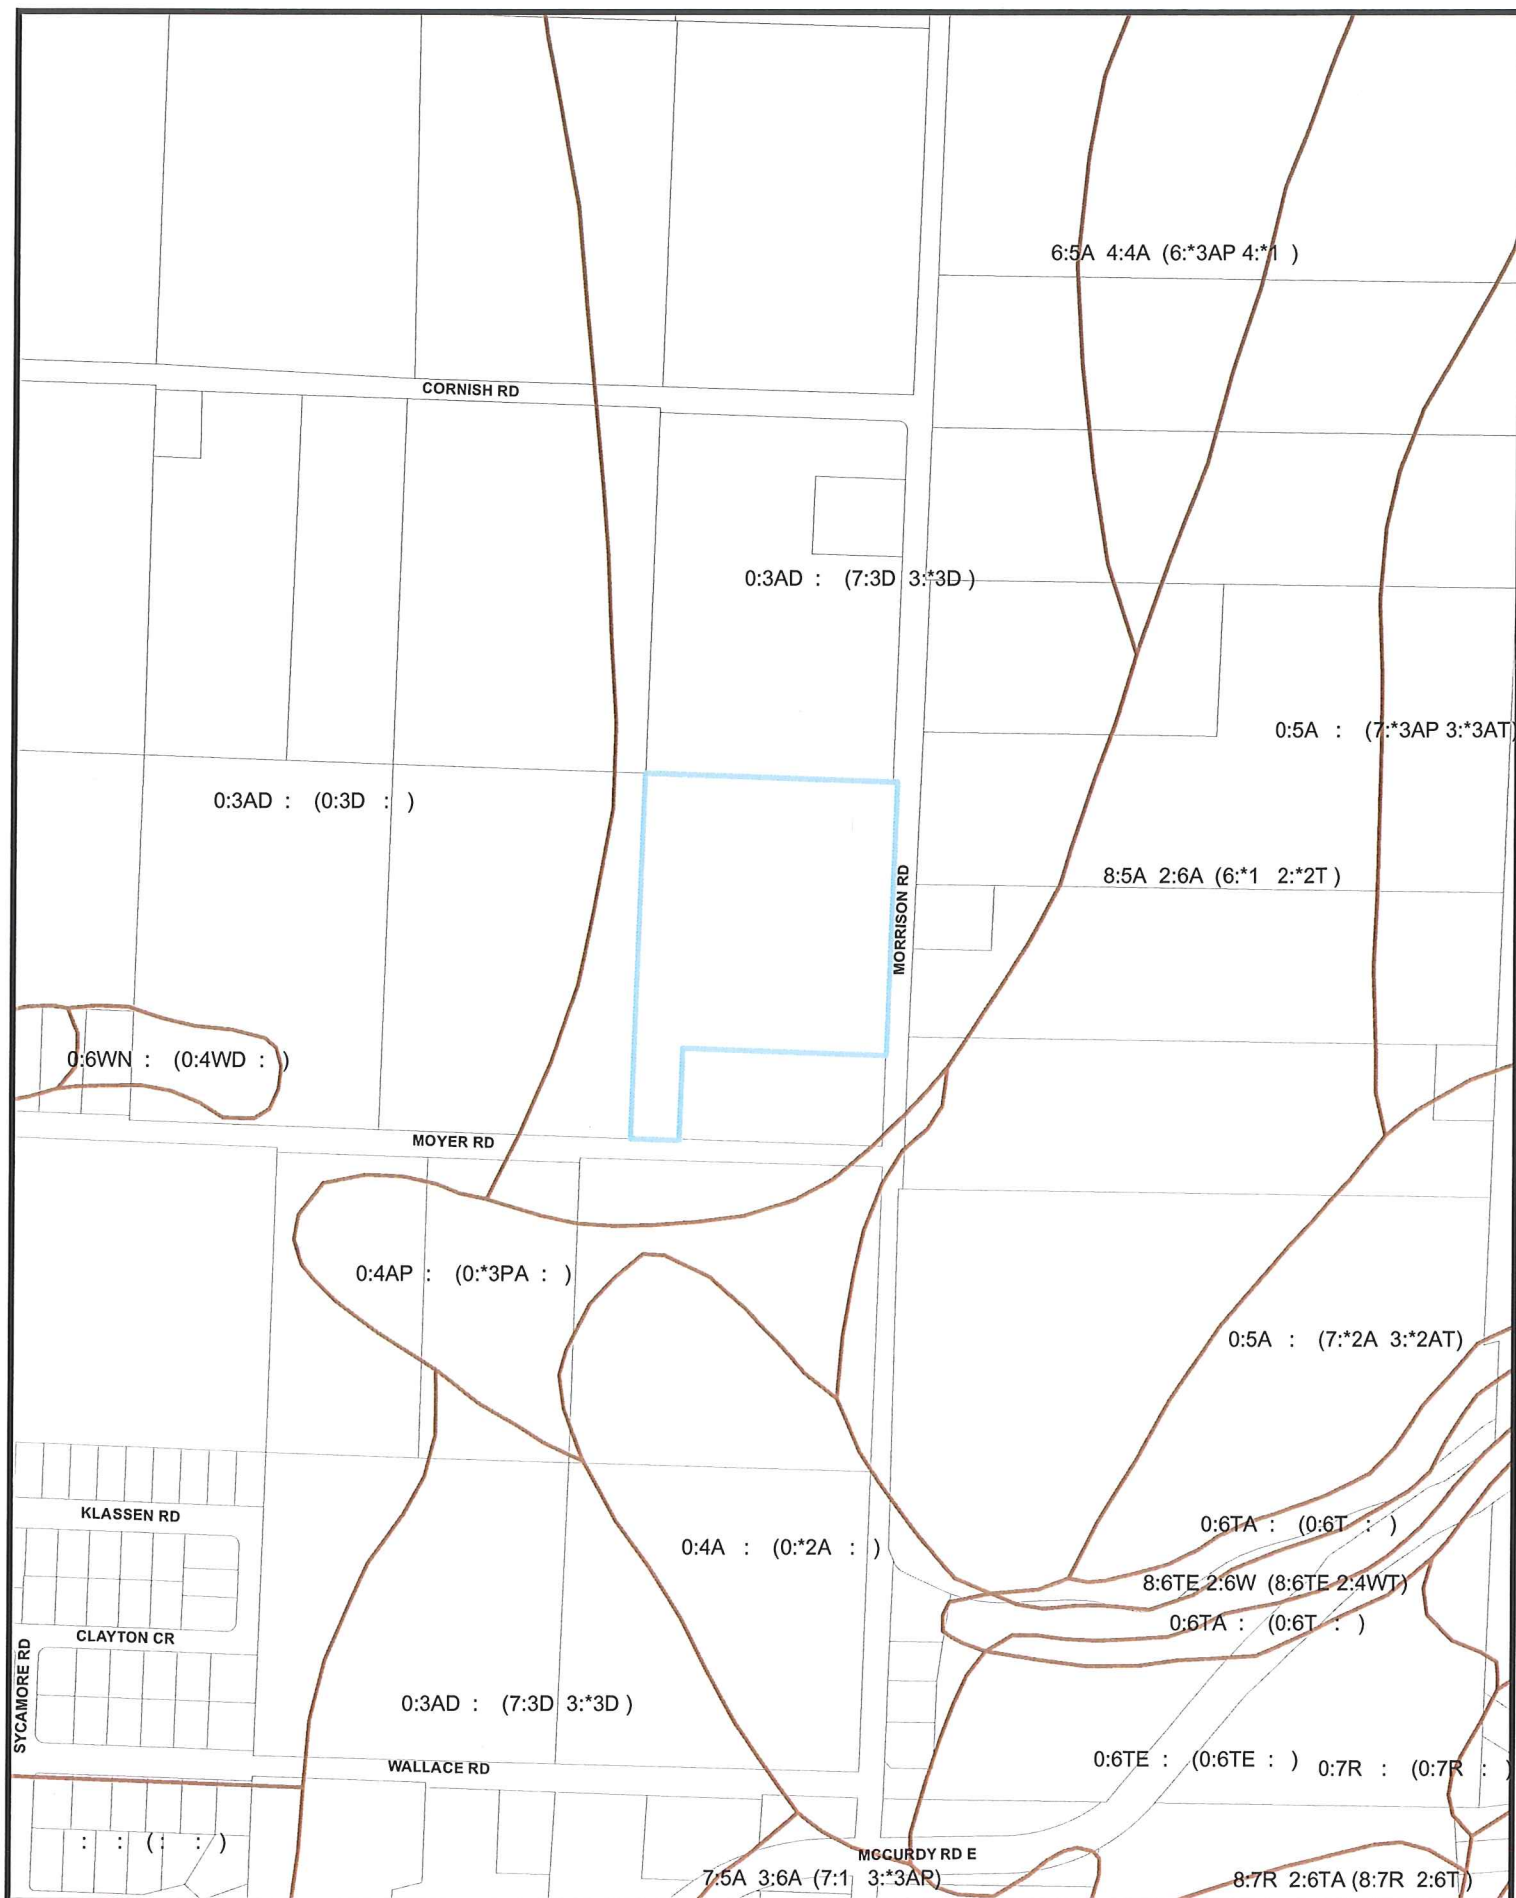 6:5A 4:4A (6:*3AP 4:*1 )
CORNISH RD
0:3AD : (7:3D 3:*3D )
0:5A : (7:*3AP 3:*3AT)
0:3AD : (0:3D : )
8:5A 2:6A (6:*1 2:*2T )
MORRISON RD
0:6WN : (0:4WD : )
MOYER RD
0:4AP : (0:*3PA : )
0:5A : (7:*2A 3:*2AT)
KLASSEN RD
0:6TA : (0:6T : )
0:4A : (0:*2A : )
8:6TE 2:6W (8:6TE 2:4WT)
0:6TA : (0:6T : )
CLAYTON CR
SYCAMORE RD
0:3AD : (7:3D 3:*3D )
0:6TE : (0:6TE : )
0:7R : (0:7R : )
WALLACE RD
: : (: : )
MCCURDY RD E
7:5A 3:6A (7:1 3:*3AP)
8:7R 2:6TA (8:7R 2:6T )